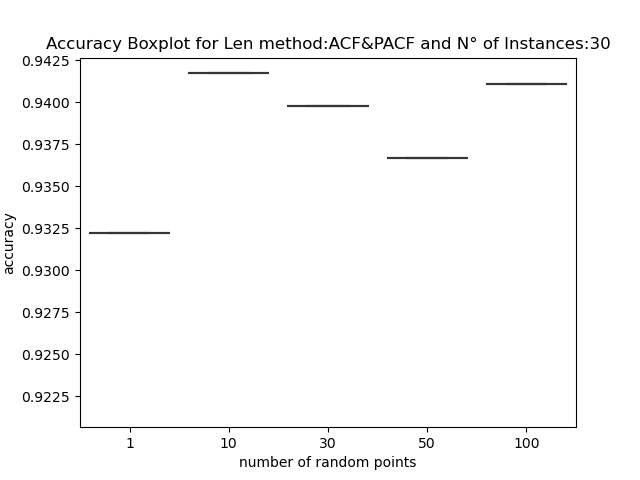 Accuracy Boxplot for Len method:ACF&PACF and N° of Instances:30
0.9425
0.9400
0.9375
0.9350
0.9325
0.9300
0.9275
0.9250
0.9225
accuracy
1 10 30 50 100
number of random points